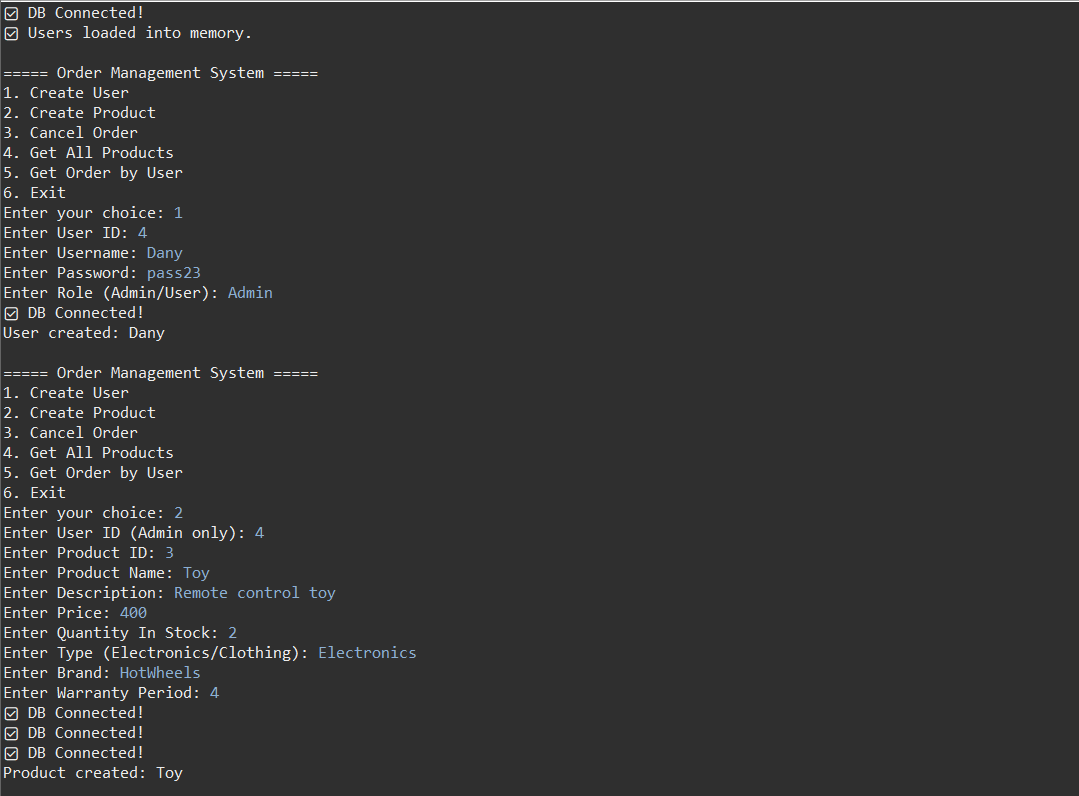 ☑ DB Connected!
☑ Users loaded into memory.

===== Order Management System =====
1. Create User
2. Create Product
3. Cancel Order
4. Get All Products
5. Get Order by User
6. Exit
Enter your choice: 1
Enter User ID: 4
Enter Username: Dany
Enter Password: pass23
Enter Role (Admin/User): Admin
☑ DB Connected!
User created: Dany

===== Order Management System =====
1. Create User
2. Create Product
3. Cancel Order
4. Get All Products
5. Get Order by User
6. Exit
Enter your choice: 2
Enter User ID (Admin only): 4
Enter Product ID: 3
Enter Product Name: Toy
Enter Description: Remote control toy
Enter Price: 400
Enter Quantity In Stock: 2
Enter Type (Electronics/Clothing): Electronics
Enter Brand: HotWheels
Enter Warranty Period: 4
☑ DB Connected!
☑ DB Connected!
☑ DB Connected!
Product created: Toy